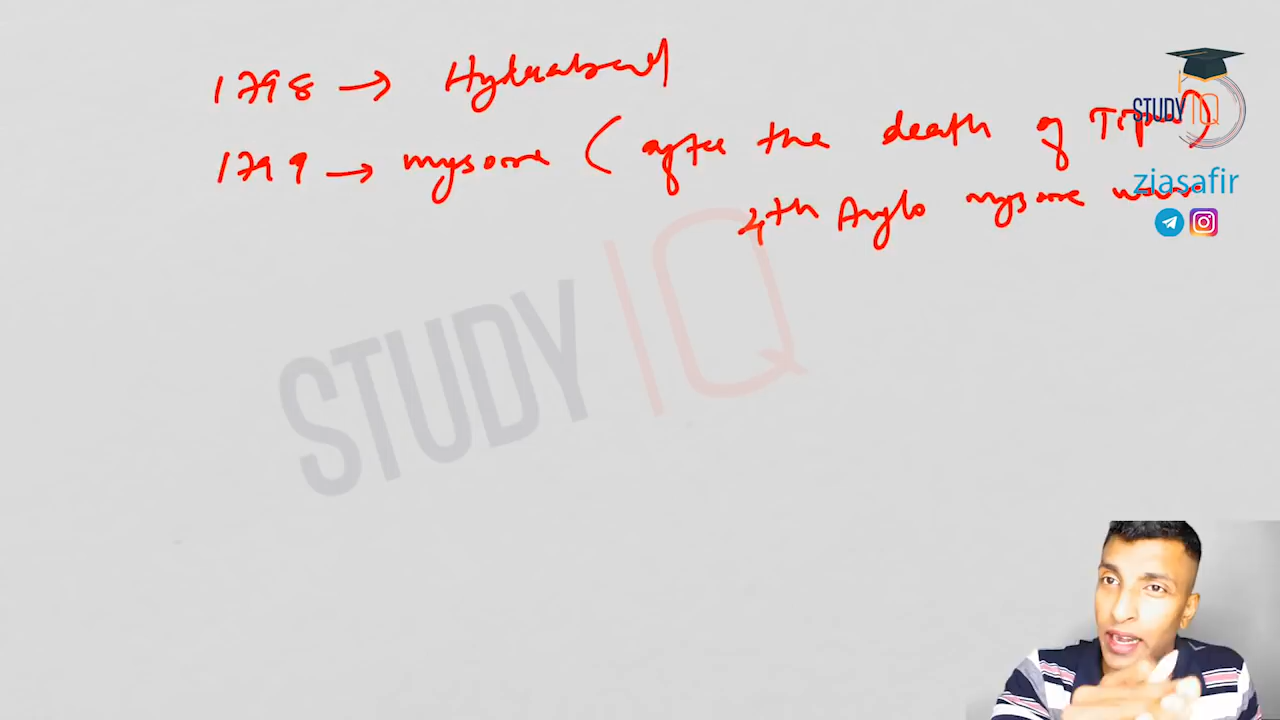 1798 → Hyderabad
1799 → mysore ( after the death of Tipu )
4th Anglo mysore war
STUDY IQ
ziasafir
STUDY IQ